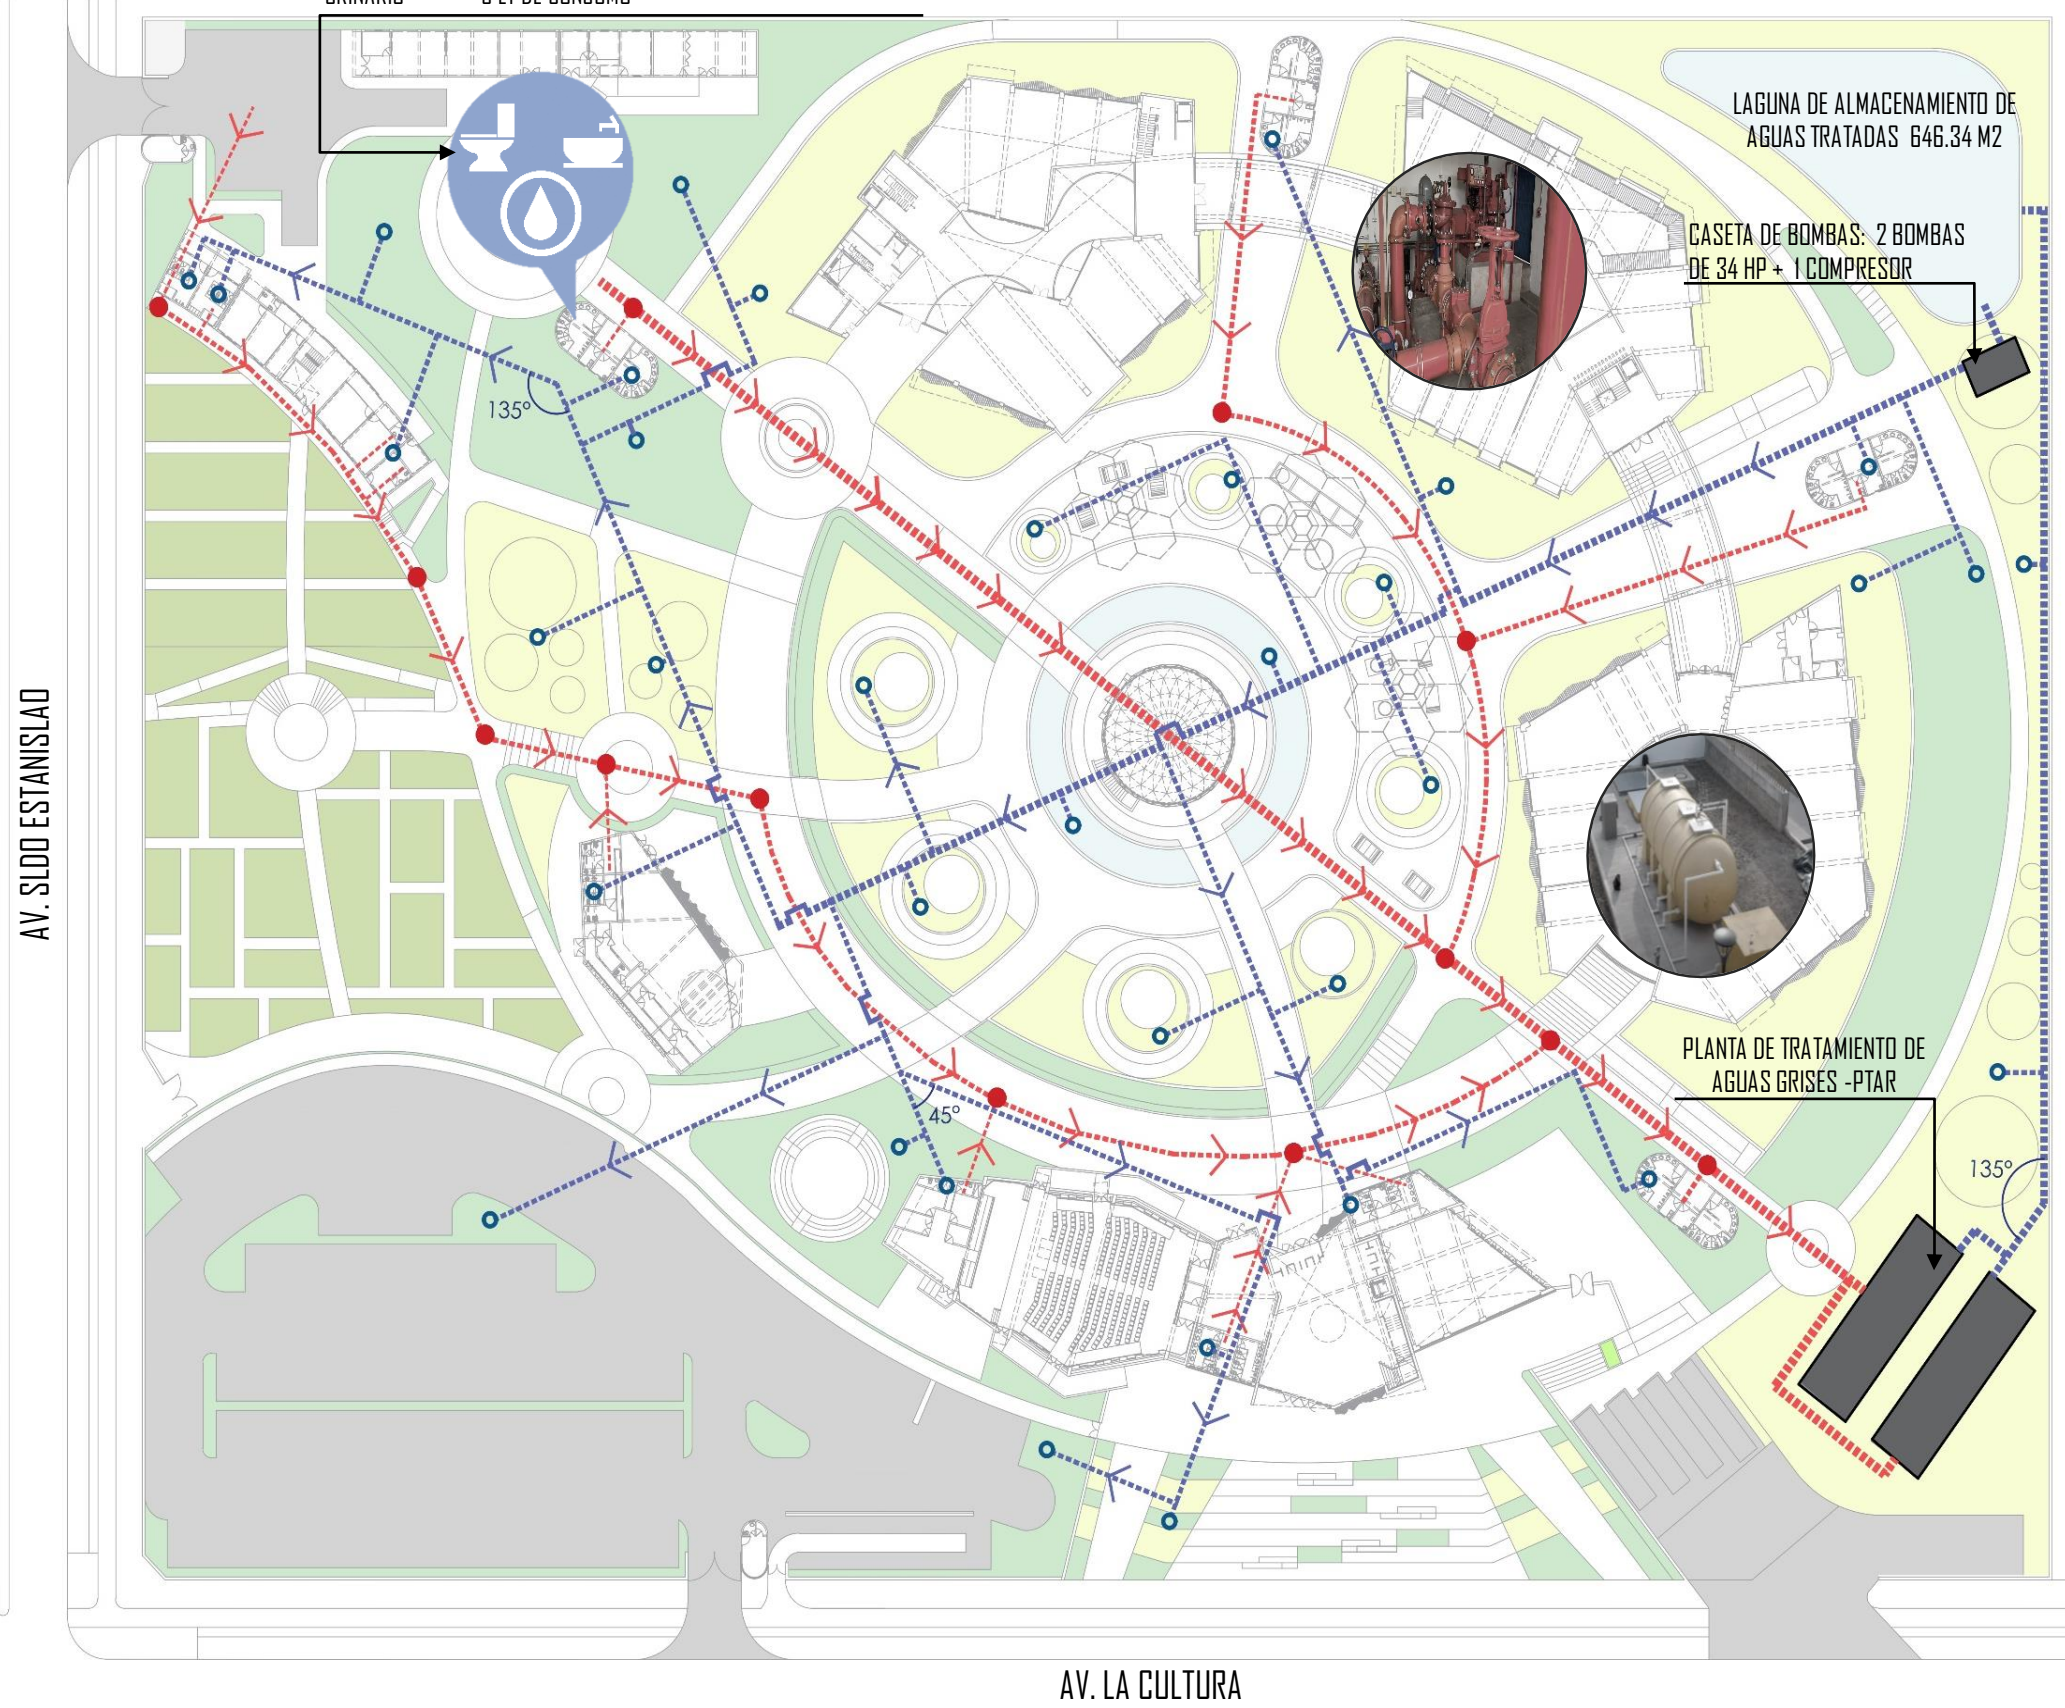 LAGUNA DE ALMACENAMIENTO DE
AGUAS TRATADAS 646.34 M2
CASETA DE BOMBAS: 2 BOMBAS
DE 34 HP + 1 COMPRESOR
135°
AV. SLDO ESTANISLAO
PLANTA DE TRATAMIENTO DE
AGUAS GRISES -PTAR
45°
135°
AV. LA CULTURA